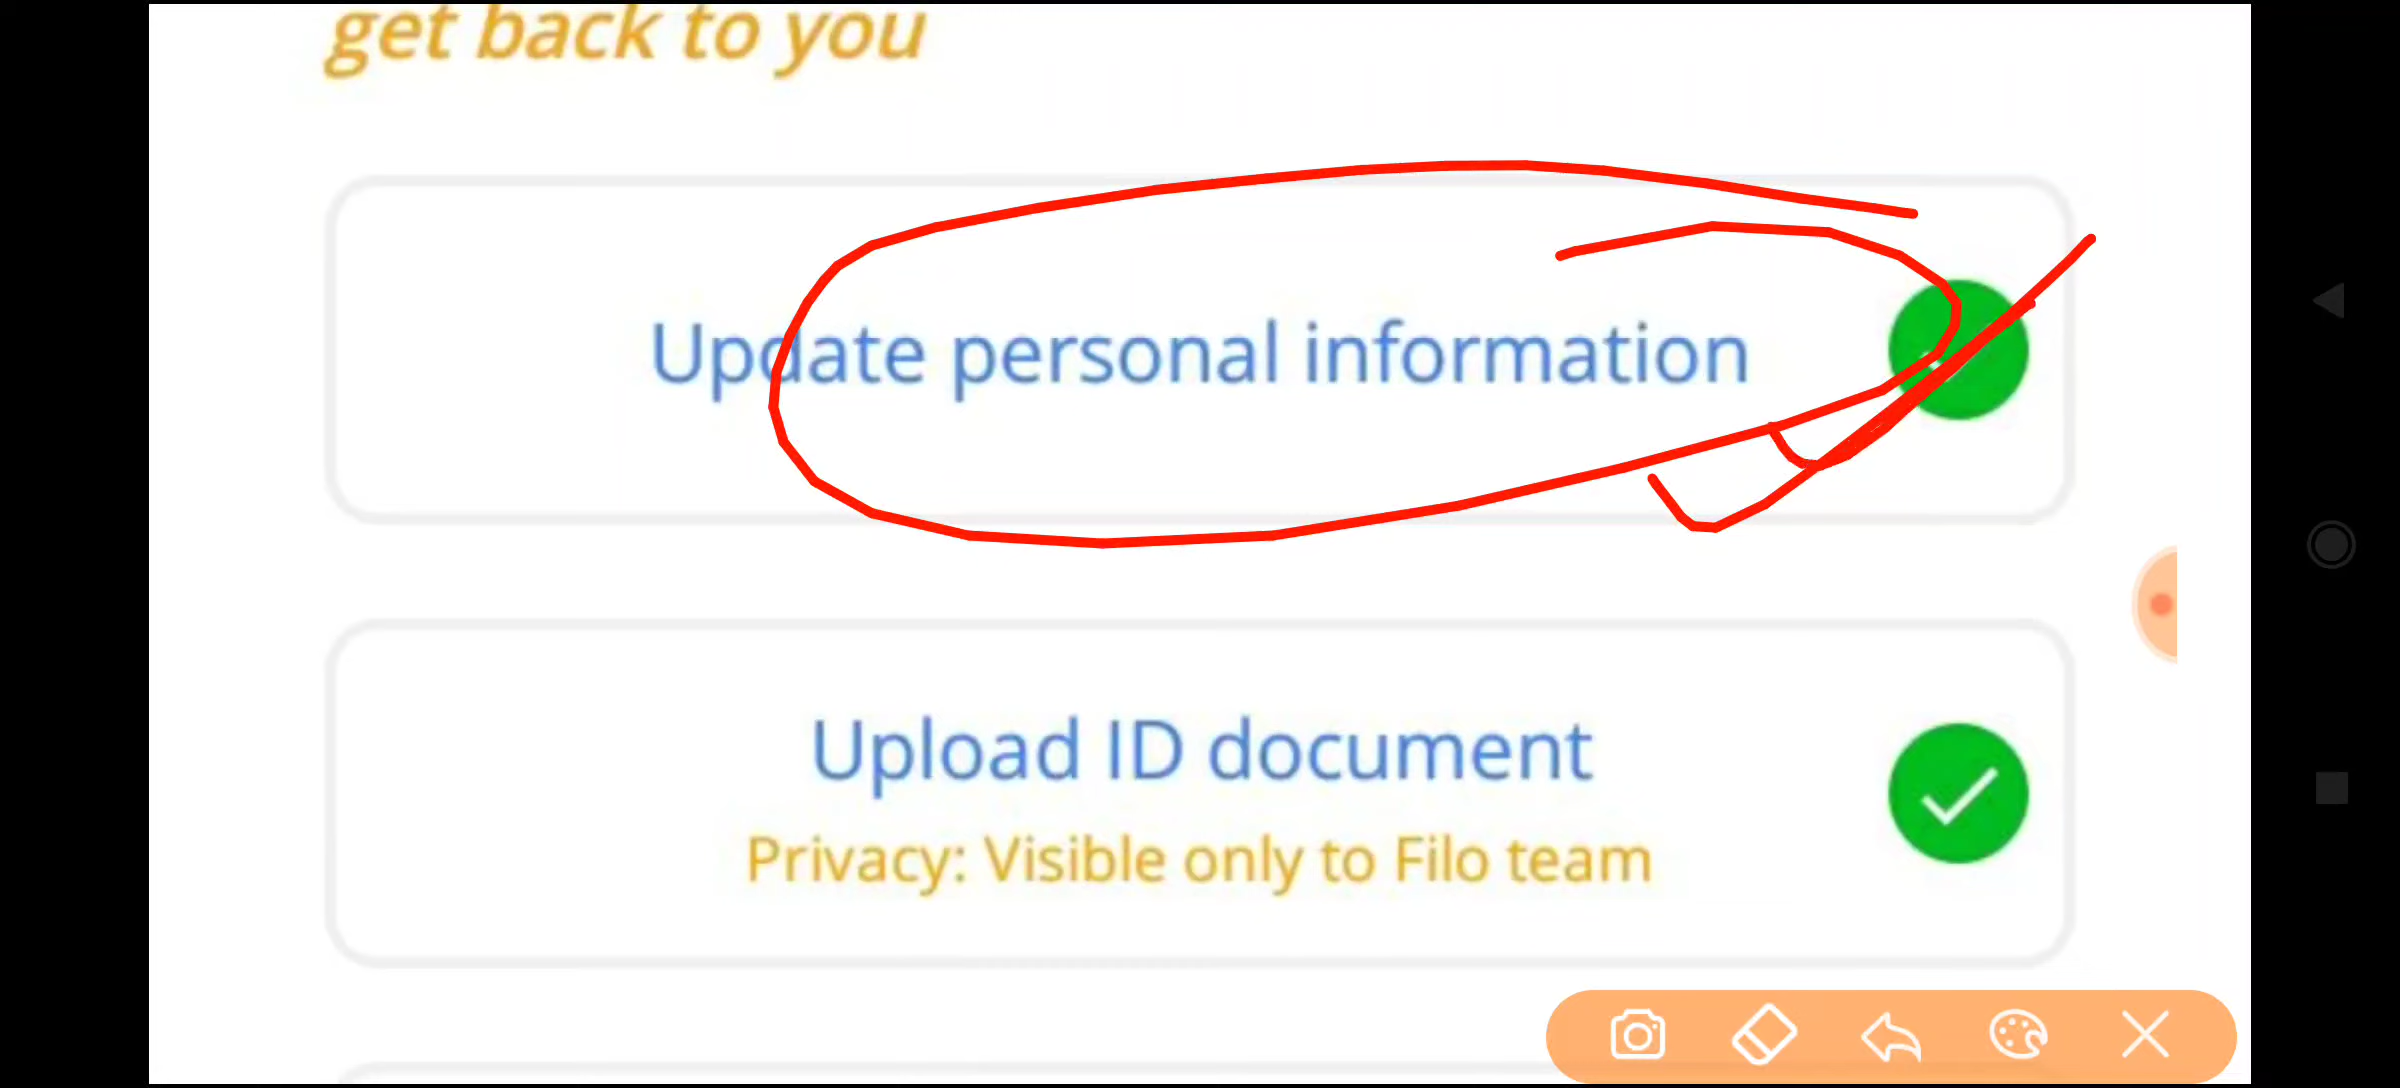 get back to you
Update personal information
Upload ID document
Privacy: Visible only to Filo team